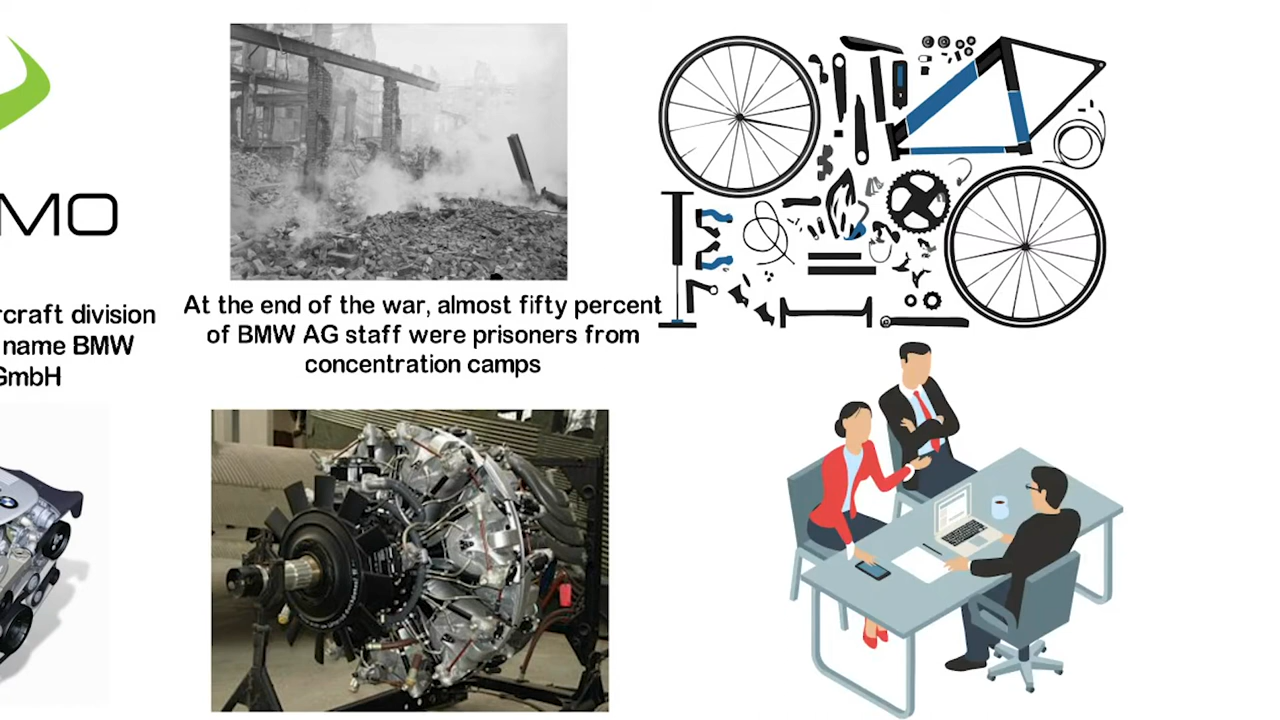 MO
rcraft division
name BMW
GmbH
At the end of the war, almost fifty percent
of BMW AG staff were prisoners from
concentration camps